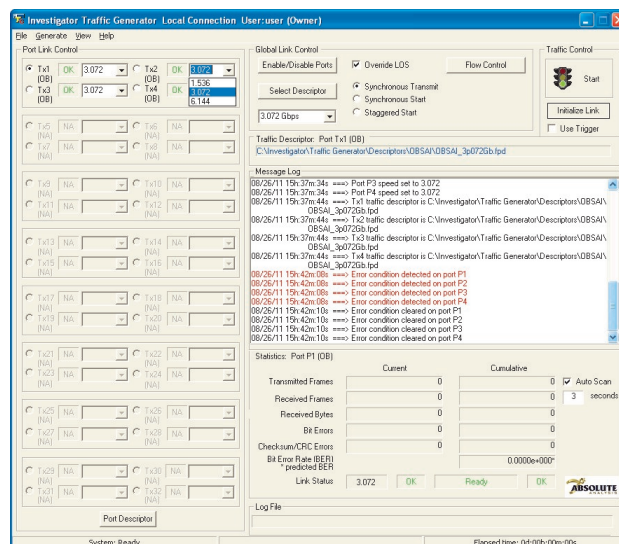 Investigator Traffic Generator Local Connection User:user (Owner)
File Generate View Help
Port Link Control
Tx1 (OB) OK 3.072 Tx2 (OB) OK 3.072
1.536
3.072
6.144
Tx3 (OB) OK 3.072 Tx4 (OB) OK
Tx5 (NA) NA Tx6 (NA) NA
Tx7 (NA) NA Tx8 (NA) NA
Tx9 (NA) NA Tx10 (NA) NA
Tx11 (NA) NA Tx12 (NA) NA
Tx13 (NA) NA Tx14 (NA) NA
Tx15 (NA) NA Tx16 (NA) NA
Tx17 (NA) NA Tx18 (NA) NA
Tx19 (NA) NA Tx20 (NA) NA
Tx21 (NA) NA Tx22 (NA) NA
Tx23 (NA) NA Tx24 (NA) NA
Tx25 (NA) NA Tx26 (NA) NA
Tx27 (NA) NA Tx28 (NA) NA
Tx29 (NA) NA Tx30 (NA) NA
Tx31 (NA) NA Tx32 (NA) NA
Port Descriptor
Global Link Control
Enable/Disable Ports Override LOS Flow Control
Select Descriptor Synchronous Transmit
Synchronous Start
3.072 Gbps Staggered Start
Traffic Control
Start
Initialize Link
Use Trigger
Traffic Descriptor: Port Tx1 (OB)
C:\Investigator\Traffic Generator\Descriptors\OBSAI\OBSAI_3p072Gb.fpd
Message Log
08/26/11 15h:37m:34s ===> Port P3 speed set to 3.072
08/26/11 15h:37m:34s ===> Port P4 speed set to 3.072
08/26/11 15h:37m:44s ===> Tx1 traffic descriptor is C:\Investigator\Traffic Generator\Descriptors\OBSAI\
OBSAI_3p072Gb.fpd
08/26/11 15h:37m:44s ===> Tx2 traffic descriptor is C:\Investigator\Traffic Generator\Descriptors\OBSAI\
OBSAI_3p072Gb.fpd
08/26/11 15h:37m:44s ===> Tx3 traffic descriptor is C:\Investigator\Traffic Generator\Descriptors\OBSAI\
OBSAI_3p072Gb.fpd
08/26/11 15h:37m:44s ===> Tx4 traffic descriptor is C:\Investigator\Traffic Generator\Descriptors\OBSAI\
OBSAI_3p072Gb.fpd
08/26/11 15h:42m:08s ===> Error condition detected on port P1
08/26/11 15h:42m:08s ===> Error condition detected on port P2
08/26/11 15h:42m:08s ===> Error condition detected on port P3
08/26/11 15h:42m:08s ===> Error condition detected on port P4
08/26/11 15h:42m:10s ===> Error condition cleared on port P1
08/26/11 15h:42m:10s ===> Error condition cleared on port P2
08/26/11 15h:42m:10s ===> Error condition cleared on port P3
08/26/11 15h:42m:10s ===> Error condition cleared on port P4
Statistics: Port P1 (OB)
Current Cumulative
Transmitted Frames 0 0 Auto Scan
Received Frames 0 0 3 seconds
Received Bytes 0 0
Bit Errors 0 0
Checksum/CRC Errors 0 0
Bit Error Rate (BER) 0.0000e+000*
* predicted BER
Link Status 3.072 OK Ready OK
ABSOLUTE ANALYSIS
Log File
System: Ready Elapsed time: 0d:00h:00m:00s